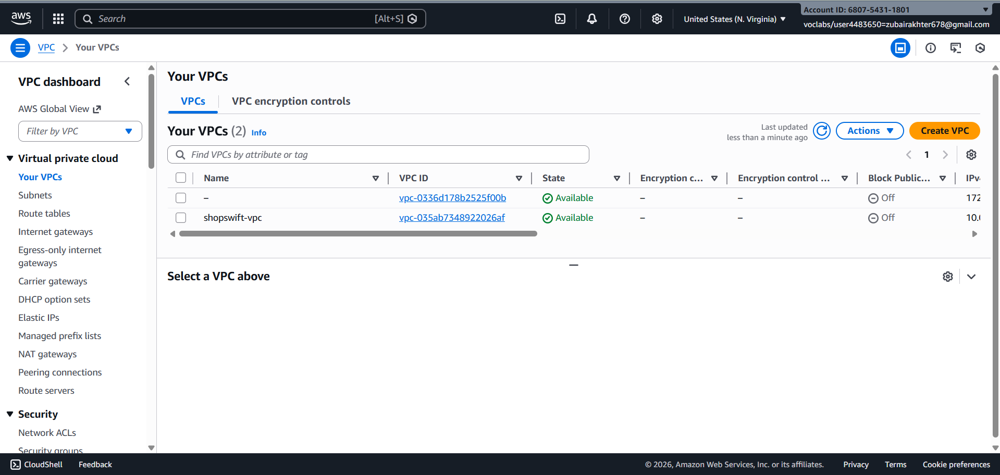 aws
Search [Alt+S]
United States (N. Virginia)
Account ID: 6807-5431-1801
voclabs/user4483650=zubairakhter678@gmail.com
VPC > Your VPCs
VPC dashboard
AWS Global View
Filter by VPC
Virtual private cloud
Your VPCs
Subnets
Route tables
Internet gateways
Egress-only internet
gateways
Carrier gateways
DHCP option sets
Elastic IPs
Managed prefix lists
NAT gateways
Peering connections
Route servers
Security
Network ACLs
Security groups
Your VPCs
VPCs
VPC encryption controls
Your VPCs (2) Info
Last updated
less than a minute ago
Actions
Create VPC
Find VPCs by attribute or tag
1
Name VPC ID State Encryption c... Encryption control ... Block Public... IPv
– vpc-0336d178b2525f00b Available – – Off 172
shopswift-vpc vpc-035ab7348922026af Available – – Off 10.
Select a VPC above
CloudShell Feedback © 2026, Amazon Web Services, Inc. or its affiliates. Privacy Terms Cookie preferences